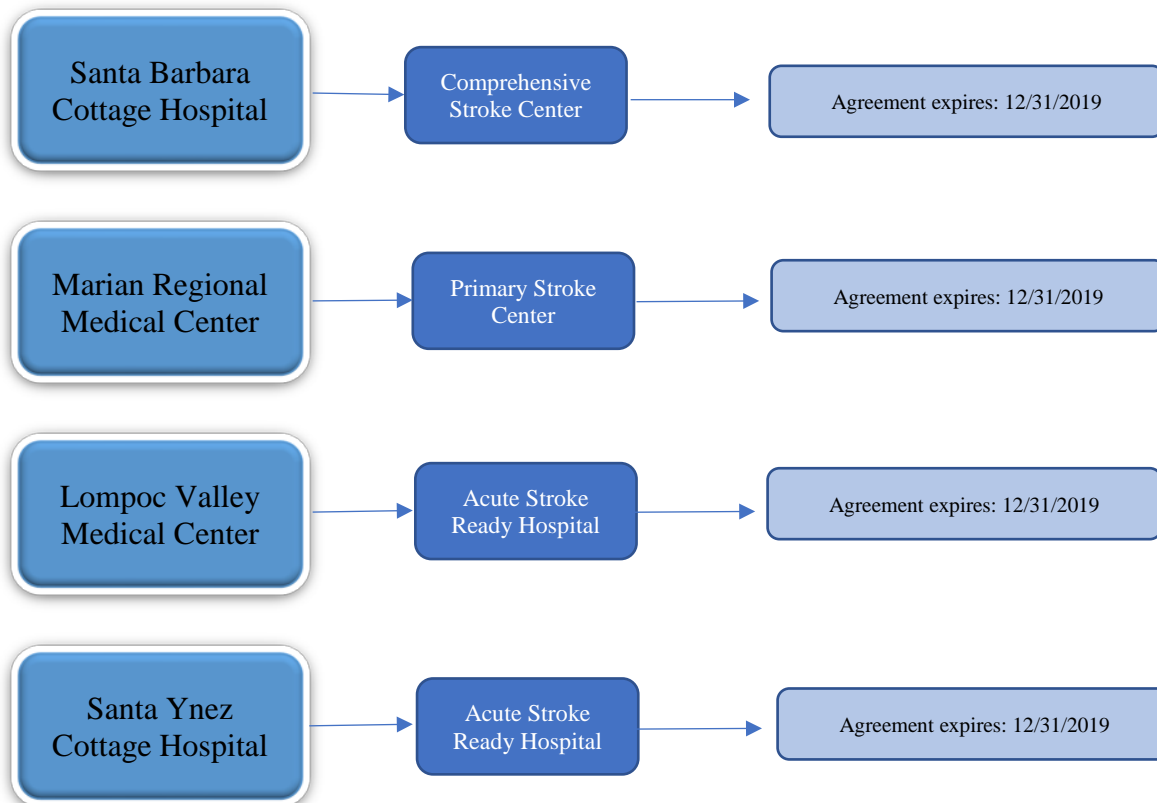 Santa Barbara
Cottage Hospital
Comprehensive
Stroke Center
Agreement expires: 12/31/2019
Marian Regional
Medical Center
Primary Stroke
Center
Agreement expires: 12/31/2019
Lompoc Valley
Medical Center
Acute Stroke
Ready Hospital
Agreement expires: 12/31/2019
Santa Ynez
Cottage Hospital
Acute Stroke
Ready Hospital
Agreement expires: 12/31/2019